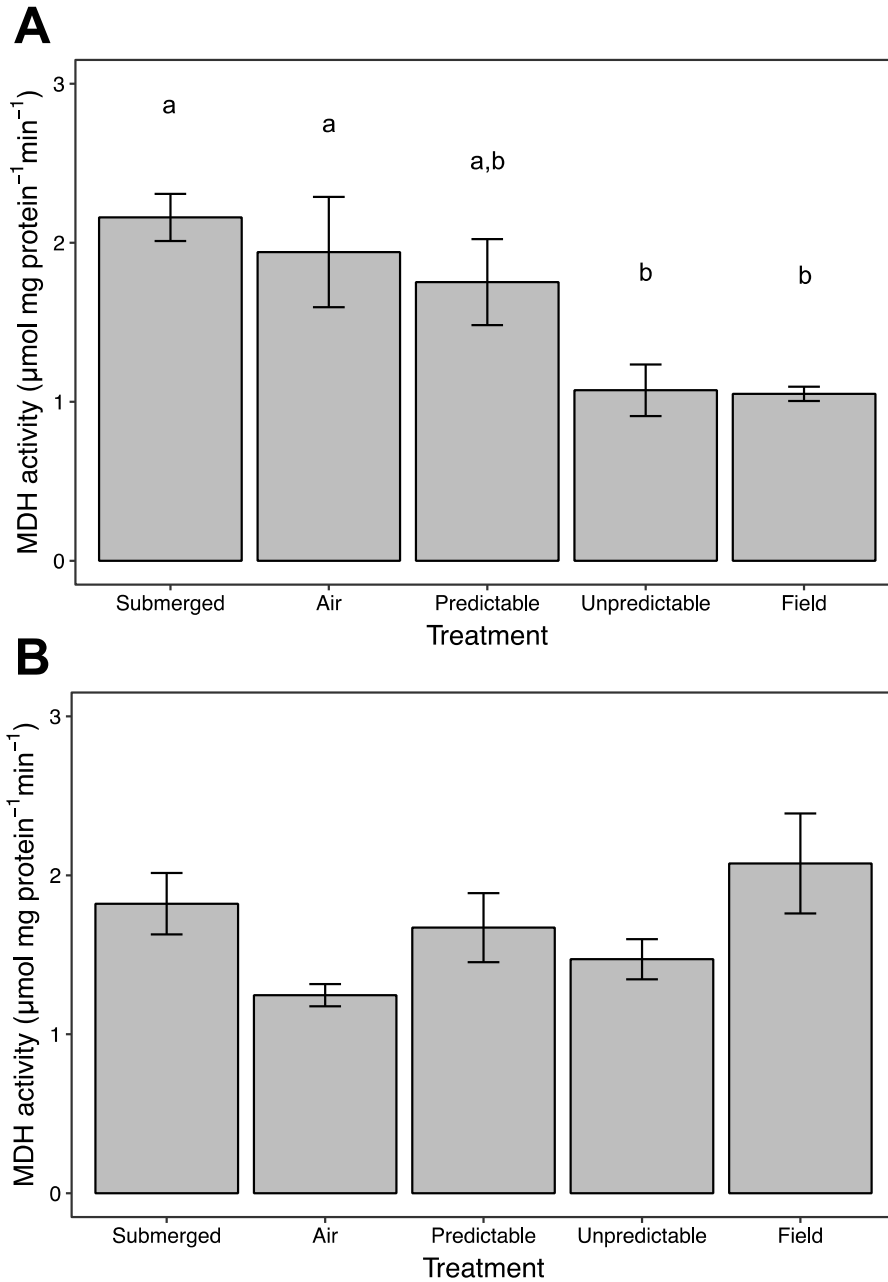 A
MDH activity (µmol mg protein⁻¹min⁻¹)
3
2
1
0
a
a
a,b
b
b
Submerged Air Predictable Unpredictable Field
Treatment
B
MDH activity (µmol mg protein⁻¹min⁻¹)
3
2
1
0
Submerged Air Predictable Unpredictable Field
Treatment